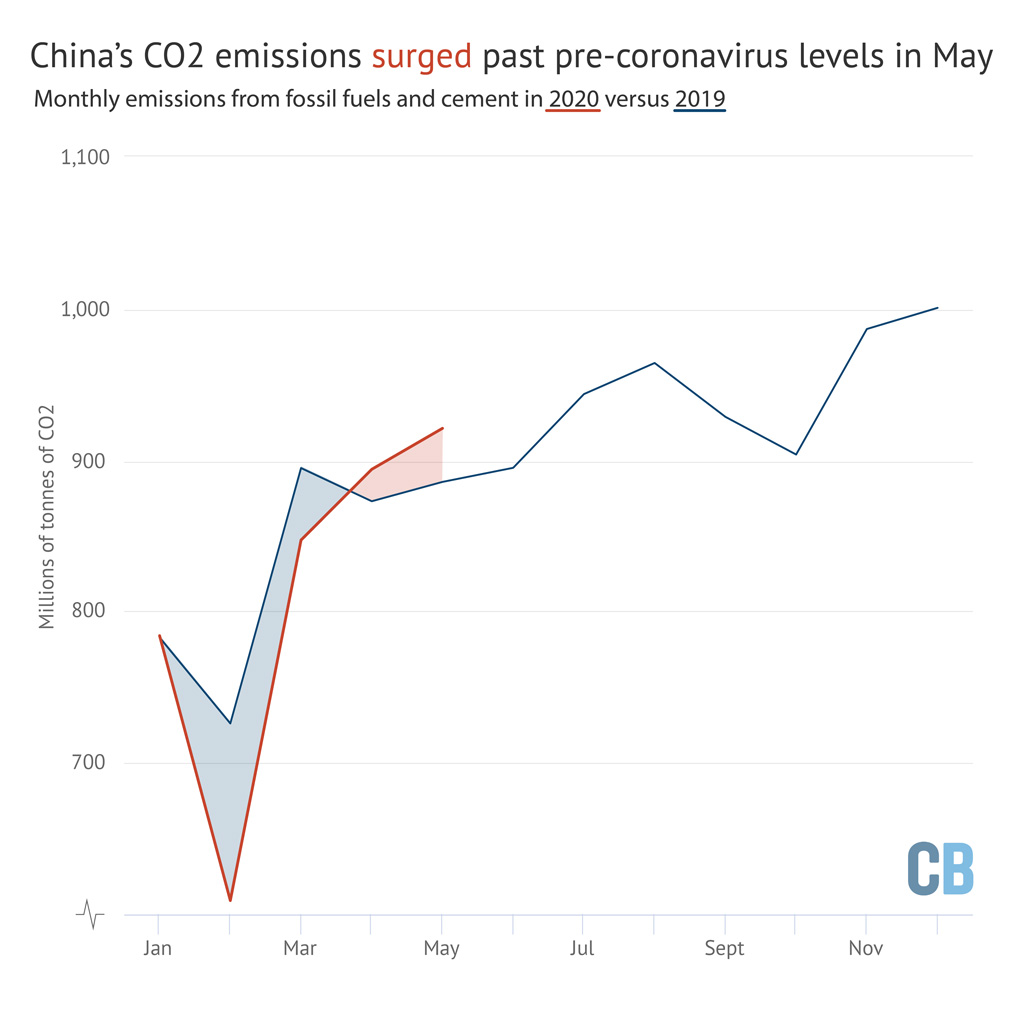 China’s CO2 emissions surged past pre-coronavirus levels in May
Monthly emissions from fossil fuels and cement in 2020 versus 2019
1,100
1,000
900
800
700
Millions of tonnes of CO2
Jan
Mar
May
Jul
Sept
Nov
CB